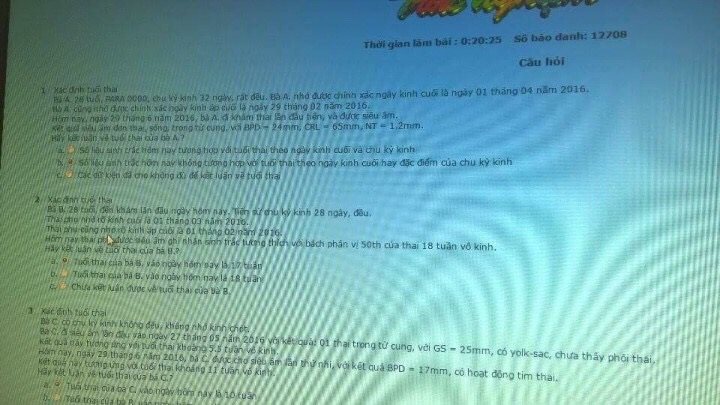 Thời gian làm bài : 0:20:25 Số báo danh: 12708
Câu hỏi
1 Xác định tuổi thai
Bà A. 26 tuổi, PARA 0000, chu kỳ kinh 32 ngày, rất đều. Bà A. nhớ được chính xác ngày kinh cuối là ngày 01 tháng 04 năm 2016.
Bà A. cũng nhớ được chính xác ngày kinh áp cuối là ngày 29 tháng 02 năm 2016.
Hôm nay, ngày 29 tháng 6 năm 2016, bà A. đi khám thai lần đầu tiên, và được siêu âm.
Kết quả siêu âm đơn thai, sống, trong tử cung, với BPD = 24mm, CRL = 65mm, NT = 1.2mm.
Hãy kết luận về tuổi thai của bà A.?
a. Số liệu sinh trắc hôm nay tương hợp với tuổi thai theo ngày kinh cuối và chu kỳ kinh
b. Số liệu sinh trắc hôm nay không tương hợp với tuổi thai theo ngày kinh cuối hay đặc điểm của chu kỳ kinh
c. Các dữ kiện đã cho không đủ để kết luận về tuổi thai
2 Xác định tuổi thai
Bà B. 28 tuổi, đến khám lần đầu ngày hôm nay. Tiền sử chu kỳ kinh 28 ngày, đều.
Thai phụ nhớ rõ kinh cuối là 01 tháng 03 năm 2016.
Thai phụ cũng nhớ rõ kinh áp cuối là 01 tháng 02 năm 2016.
Hôm nay thai phụ được siêu âm ghi nhận sinh trắc tương thích với bách phân vị 50th của thai 18 tuần vô kinh.
Hãy kết luận về tuổi thai của bà B.?
a. Tuổi thai của bà B. vào ngày hôm nay là 17 tuần
b. Tuổi thai của bà B. vào ngày hôm nay là 18 tuần
c. Chưa kết luận được về tuổi thai của bà B.
3 Xác định tuổi thai
Bà C. có chu kỳ kinh không đều, không nhớ kinh chót.
Bà C. đi siêu âm lần đầu vào ngày 27 tháng 05 năm 2016 với kết quả: 01 thai trong tử cung, với GS = 25mm, có yolk-sac, chưa thấy phôi thai.
Kết quả này tương ứng với tuổi thai khoảng 5.5 tuần vô kinh.
Hôm nay, ngày 29 tháng 6 năm 2016, bà C. được cho siêu âm lần thứ nhì, với kết quả BPD = 17mm, có hoạt động tim thai.
Kết quả này tương ứng với tuổi thai khoảng 11 tuần vô kinh.
Hãy kết luận về tuổi thai của bà C.?
a. Tuổi thai của bà C. vào ngày hôm nay là 10 tuần
b. Tuổi thai của bà C. vào ngày hôm nay là tuần